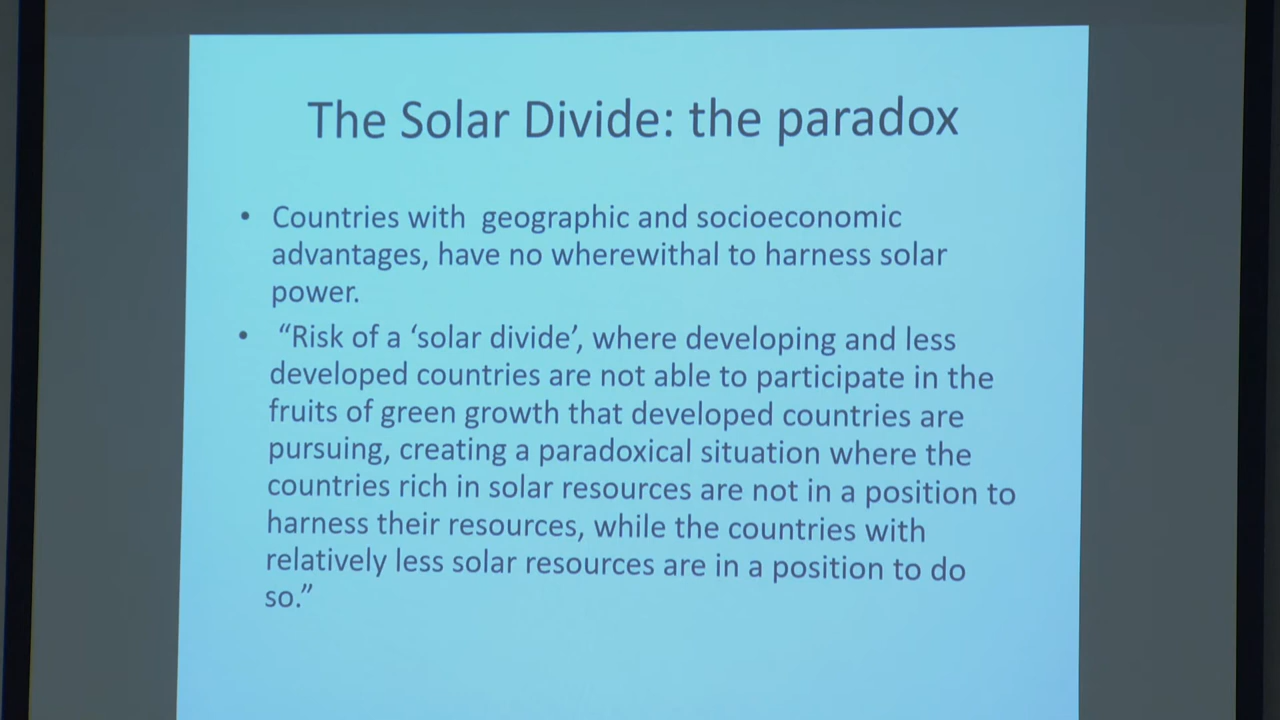 The Solar Divide: the paradox
• Countries with geographic and socioeconomic
advantages, have no wherewithal to harness solar
power.
• “Risk of a ‘solar divide’, where developing and less
developed countries are not able to participate in the
fruits of green growth that developed countries are
pursuing, creating a paradoxical situation where the
countries rich in solar resources are not in a position to
harness their resources, while the countries with
relatively less solar resources are in a position to do
so.”